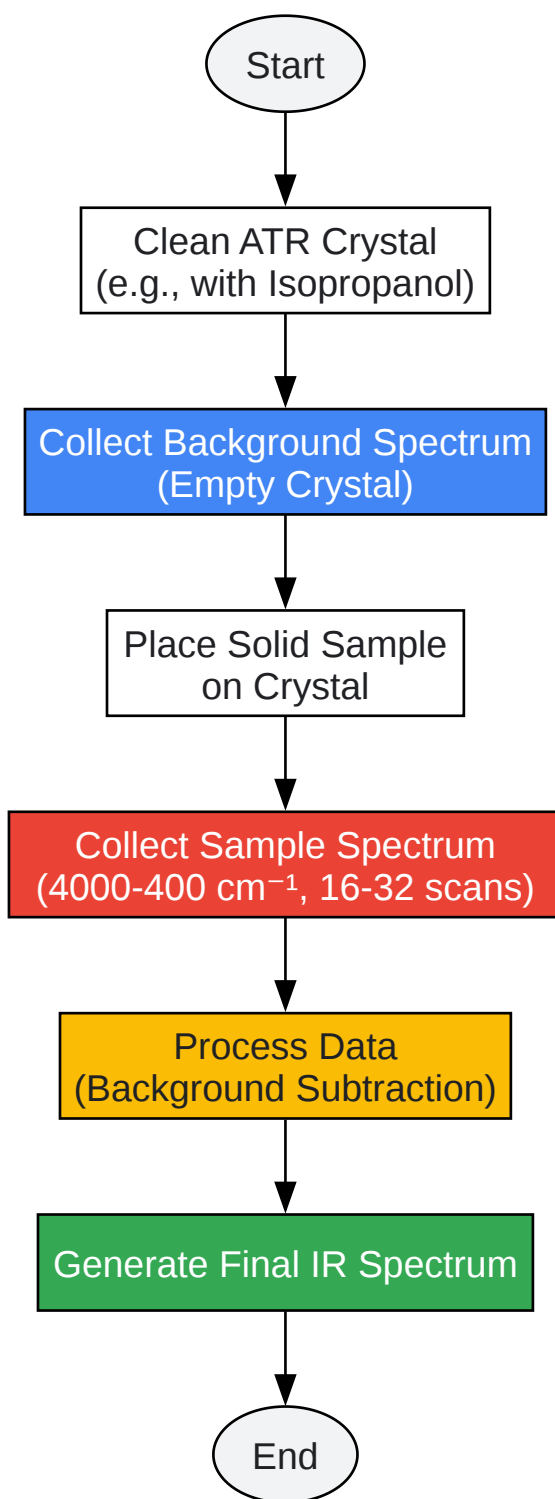 Start
Clean ATR Crystal
(e.g., with Isopropanol)
Collect Background Spectrum
(Empty Crystal)
Place Solid Sample
on Crystal
Collect Sample Spectrum
(4000-400 cm⁻¹, 16-32 scans)
Process Data
(Background Subtraction)
Generate Final IR Spectrum
End